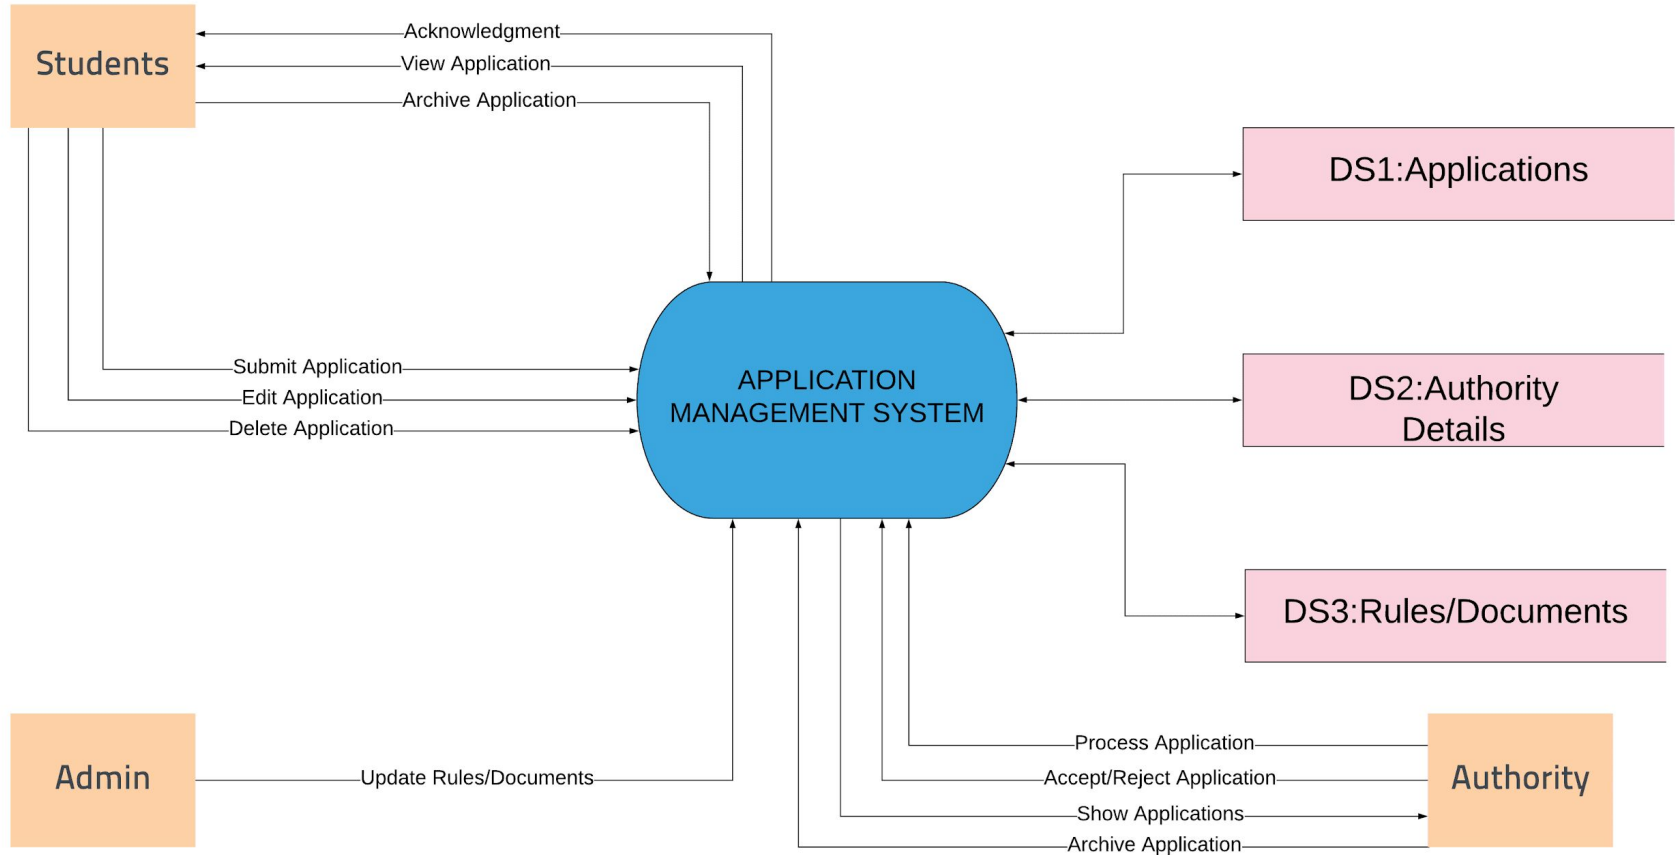 Students
Acknowledgment
View Application
Archive Application
DS1:Applications
Submit Application
Edit Application
Delete Application
APPLICATION
MANAGEMENT SYSTEM
DS2:Authority
Details
DS3:Rules/Documents
Admin
Update Rules/Documents
Process Application
Accept/Reject Application
Show Applications
Archive Application
Authority